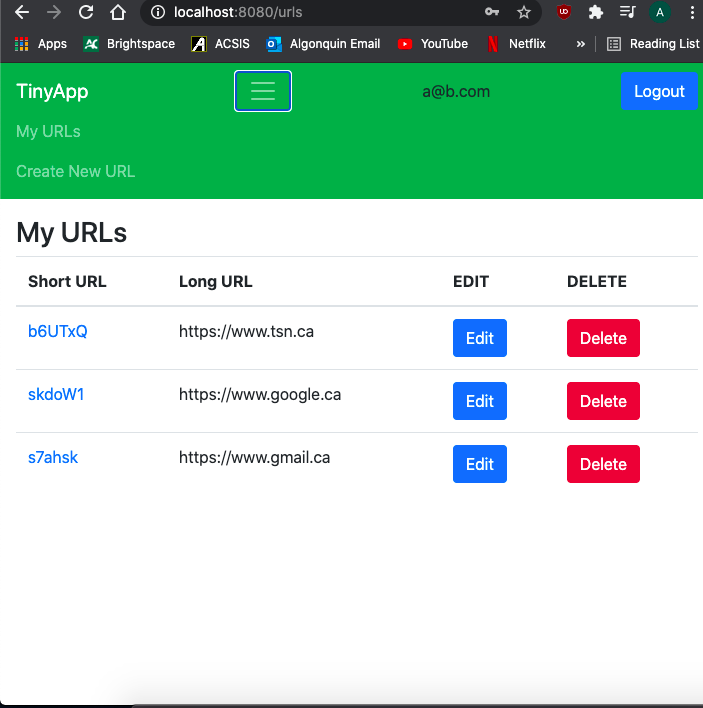 localhost:8080/urls
A
Apps Brightspace ACSIS Algonquin Email YouTube Netflix » Reading List
TinyApp a@b.com Logout
My URLs
Create New URL
My URLs
Short URL Long URL EDIT DELETE
b6UTxQ https://www.tsn.ca Edit Delete
skdoW1 https://www.google.ca Edit Delete
s7ahsk https://www.gmail.ca Edit Delete